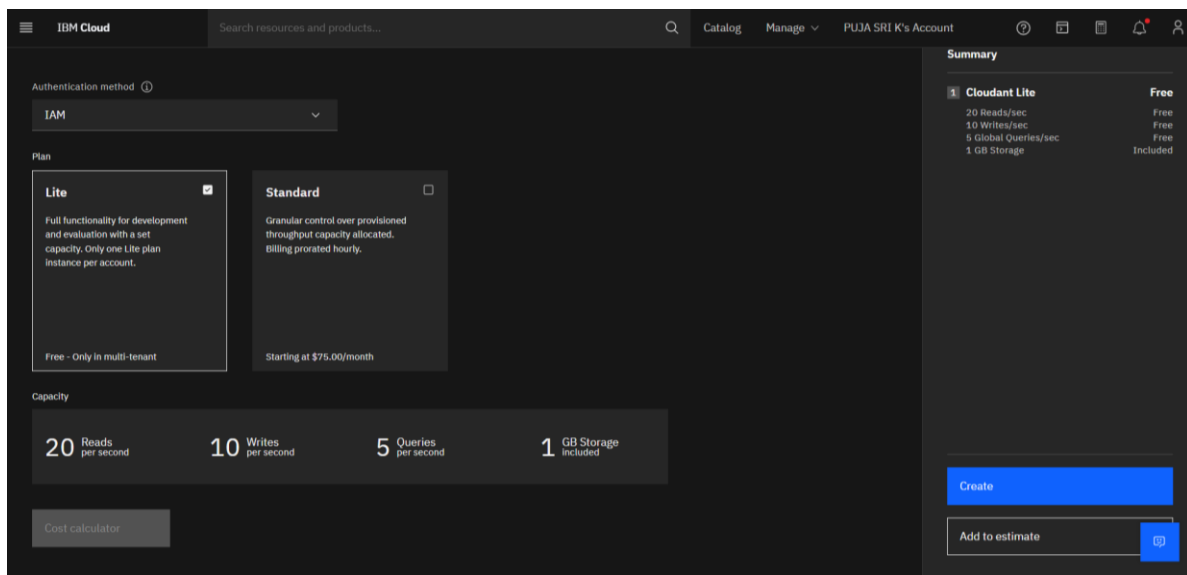 IBM Cloud
Search resources and products...
Catalog
Manage
PUJA SRI K's Account
Authentication method
IAM
Plan
Lite
Full functionality for development
and evaluation with a set
capacity. Only one Lite plan
instance per account.
Free - Only in multi-tenant
Standard
Granular control over provisioned
throughput capacity allocated.
Billing prorated hourly.
Starting at $75.00/month
Capacity
20 Reads per second
10 Writes per second
5 Queries per second
1 GB Storage included
Cost calculator
Summary
1 Cloudant Lite Free
20 Reads/sec Free
10 Writes/sec Free
5 Global Queries/sec Free
1 GB Storage Included
Create
Add to estimate